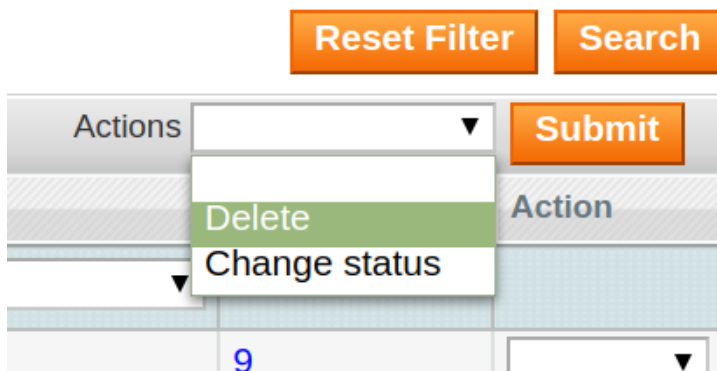 Reset Filter Search
Actions Submit
Delete Action
Change status
9